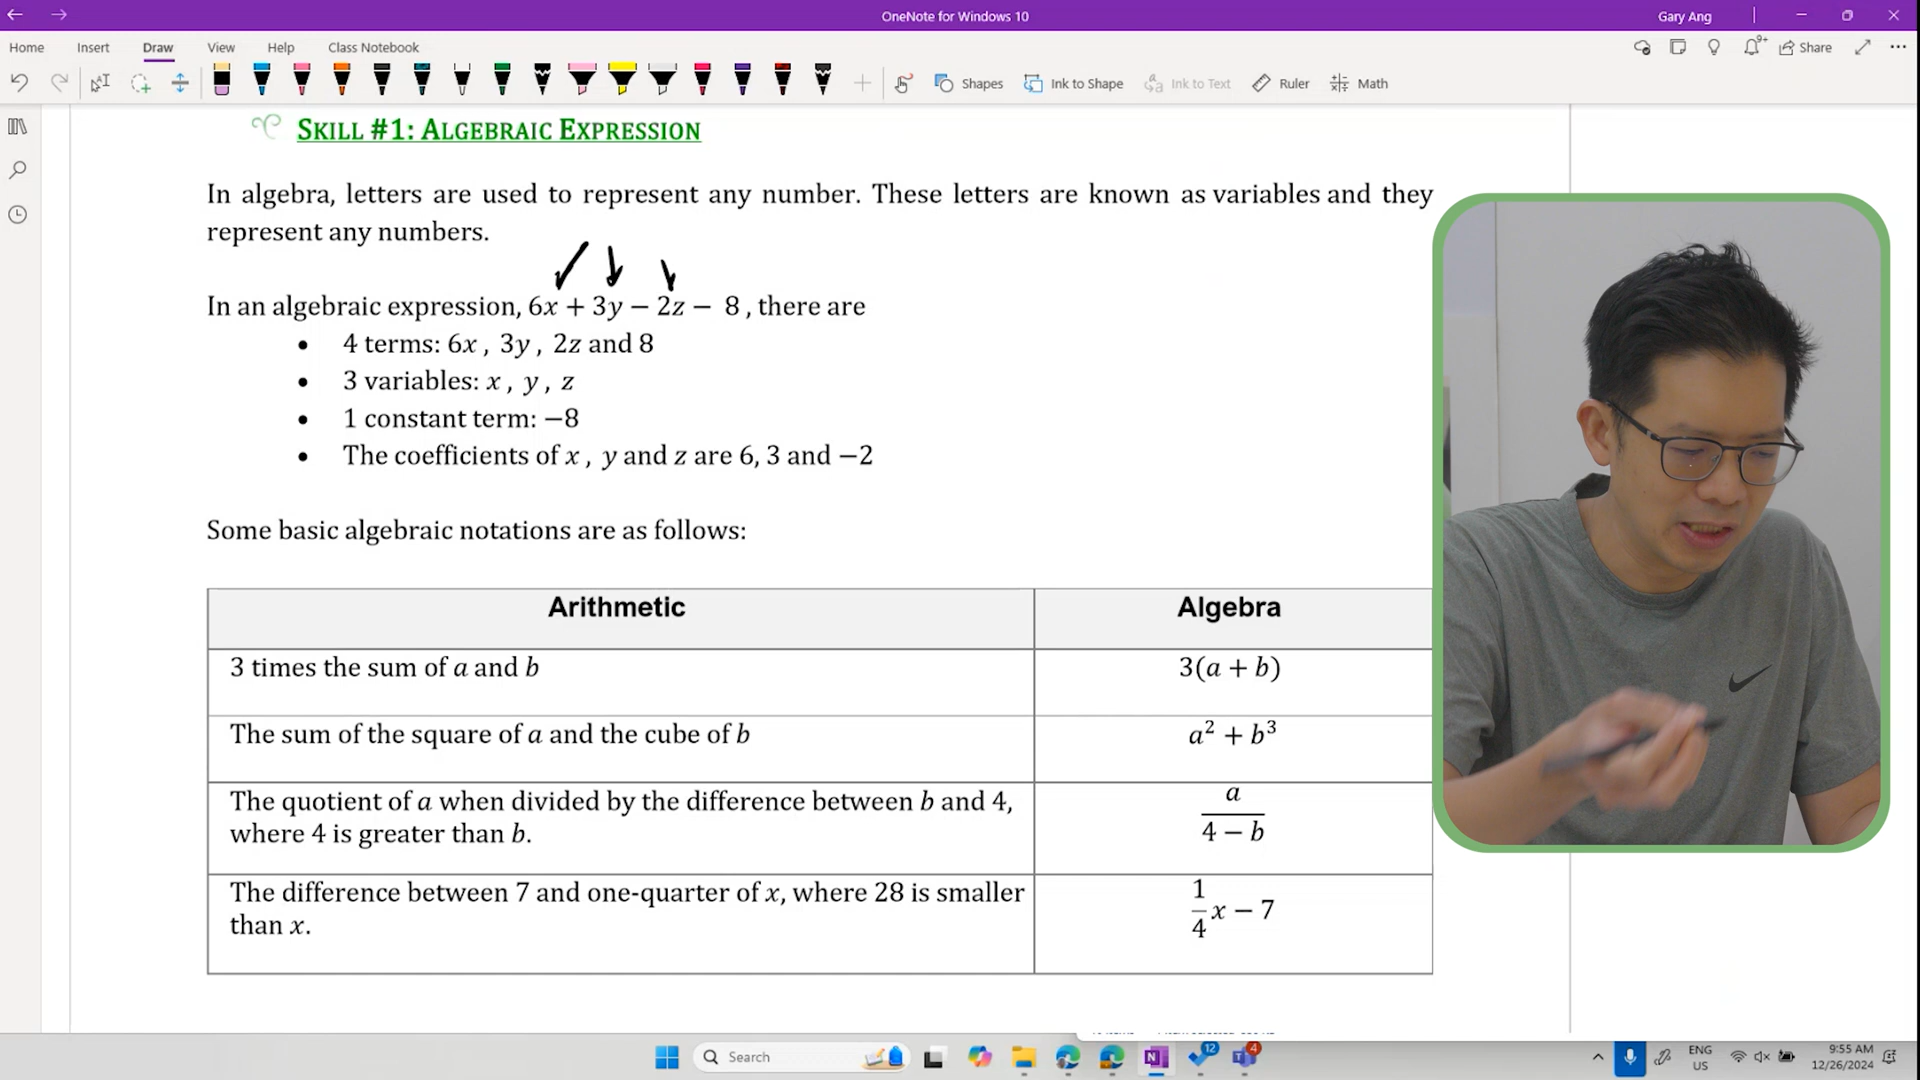 OneNote for Windows 10
Gary Ang
Home
Insert
Draw
View
Help
Class Notebook
9+
Share
Shapes
Ink to Shape
Ink to Text
Ruler
Math
SKILL #1: ALGEBRAIC EXPRESSION
In algebra, letters are used to represent any number. These letters are known as variables and they
represent any numbers.
In an algebraic expression, 6x + 3y − 2z − 8 , there are
• 4 terms: 6x , 3y , 2z and 8
• 3 variables: x , y , z
• 1 constant term: −8
• The coefficients of x , y and z are 6, 3 and −2
Some basic algebraic notations are as follows:
Arithmetic
Algebra
3 times the sum of a and b
3(a + b)
The sum of the square of a and the cube of b
a² + b³
The quotient of a when divided by the difference between b and 4,
where 4 is greater than b.
a
4 − b
The difference between 7 and one-quarter of x, where 28 is smaller
than x.
1/4 x − 7
Search
12
4
ENG
US
9:55 AM
12/26/2024